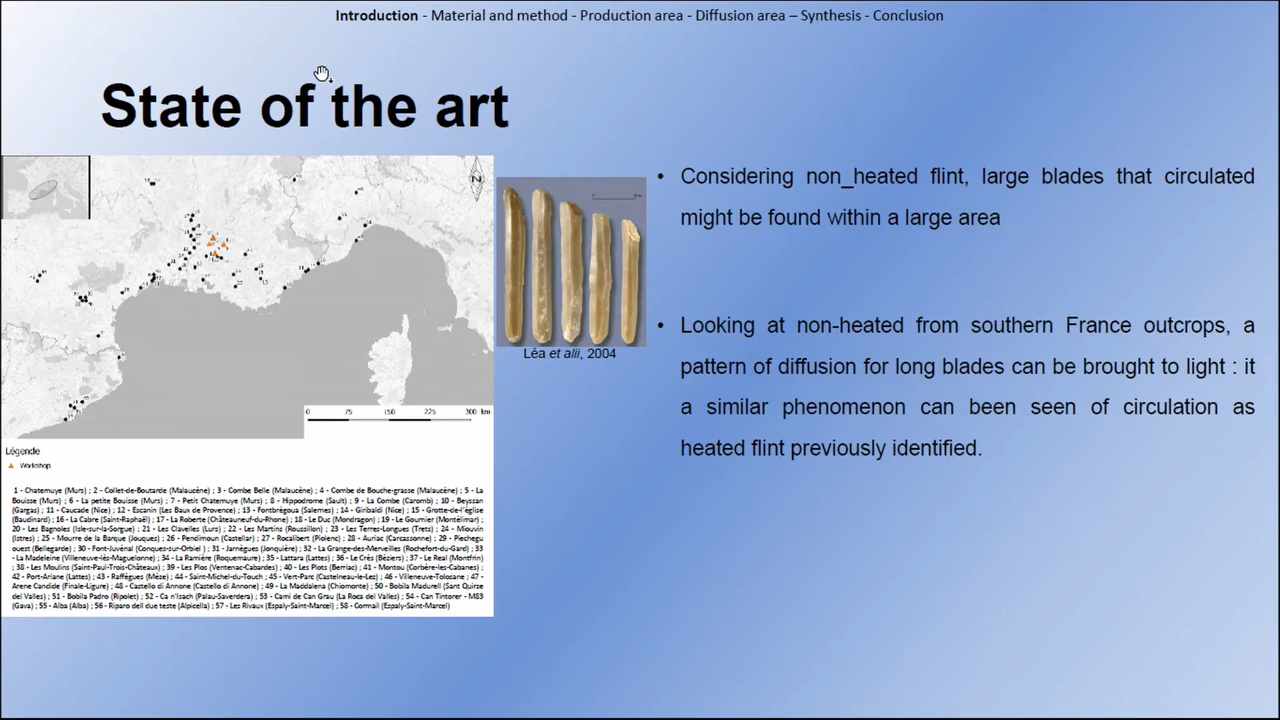 Introduction - Material and method - Production area - Diffusion area – Synthesis - Conclusion
State of the art
• Considering non_heated flint, large blades that circulated
might be found within a large area
Léa et alii, 2004
• Looking at non-heated from southern France outcrops, a
pattern of diffusion for long blades can be brought to light : it
a similar phenomenon can been seen of circulation as
heated flint previously identified.
0 75 150 225 300 km
Légende
Workshop
1 - Chatemuye (Murs) ; 2 - Collet-de-Boutarde (Malaucène) ; 3 - Combe Belle (Malaucène) ; 4 - Combe de Bouche-grasse (Malaucène) ; 5 - La
Bouisse (Murs) ; 6 - La petite Bouisse (Murs) ; 7 - Petit Chatemuye (Murs) ; 8 - Hippodrome (Sault) ; 9 - La Combe (Caromb) ; 10 - Beyssan
(Gargas) ; 11 - Caucade (Nice) ; 12 - Escanin (Les Baux de Provence) ; 13 - Fontbrégoua (Salernes) ; 14 - Giribaldi (Nice) ; 15 - Grotte-de-l'église
(Baudinard) ; 16 - La Cabre (Saint-Raphaël) ; 17 - La Roberte (Châteauneuf-du-Rhone) ; 18 - Le Duc (Mondragon) ; 19 - Le Gournier (Montélimar) ;
20 - Les Bagnoles (Isle-sur-la-Sorgue) ; 21 - Les Clavelles (Lurs) ; 22 - Les Martins (Roussillon) ; 23 - Les Terres-Longues (Trets) ; 24 - Miouvin
(Istres) ; 25 - Mourre de la Barque (Jouques) ; 26 - Pendimoun (Castellar) ; 27 - Rocalibert (Piolenc) ; 28 - Auriac (Carcassonne) ; 29 - Piechegu
ouest (Bellegarde) ; 30 - Font-Juvénal (Conques-sur-Orbiel ) ; 31 - Jarnègues (Jonquière) ; 32 - La Grange-des-Merveilles (Rochefort-du-Gard) ; 33
- La Madeleine (Villeneuve-lès-Maguelonne) ; 34 - La Ramière (Roquemaure) ; 35 - Lattara (Lattes) ; 36 - Le Crès (Béziers) ; 37 - Le Real (Montfrin)
; 38 - Les Moulins (Saint-Paul-Trois-Châteaux) ; 39 - Les Plos (Ventenac-Cabardes) ; 40 - Les Plots (Berriac) ; 41 - Montou (Corbère-les-Cabanes) ;
42 - Port-Ariane (Lattes) ; 43 - Raffègues (Mèze) ; 44 - Saint-Michel-du-Touch ; 45 - Vert-Parc (Castelneau-le-Lez) ; 46 - Villeneuve-Tolosane ; 47 -
Arene Candide (Finale-Ligure) ; 48 - Castello di Annone (Castello di Annone) ; 49 - La Maddalena (Chiomonte) ; 50 - Bobila Madurell (Sant Quirze
del Valles) ; 51 - Bobila Padro (Ripolet) ; 52 - Ca n'Isach (Palau-Saverdera) ; 53 - Cami de Can Grau (La Roca del Valles) ; 54 - Can Tintorer - M83
(Gava) ; 55 - Alba (Alba) ; 56 - Riparo dell due teste (Alpicella) ; 57 - Les Rivaux (Espaly-Saint-Marcel) ; 58 - Cormail (Espaly-Saint-Marcel)